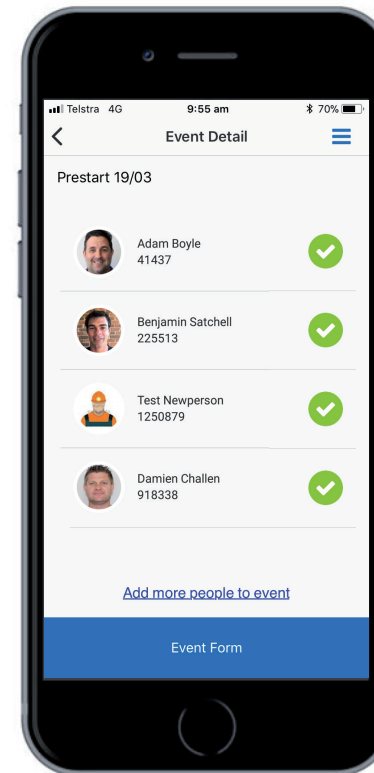 Telstra 4G 9:55 am 70%
Event Detail
Prestart 19/03
Adam Boyle
41437
Benjamin Satchell
225513
Test Newperson
1250879
Damien Challen
918338
Add more people to event
Event Form